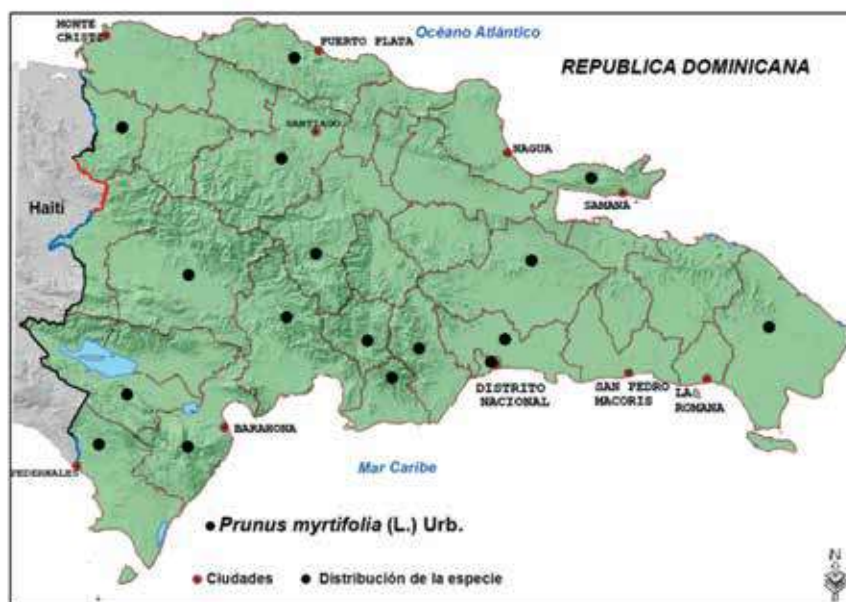 MONTE
CRISTI
PUERTO PLATA
Océano Atlántico
REPUBLICA DOMINICANA
SANTIAGO
NAGUA
SAMANA
Haití
DISTRITO
NACIONAL
SAN PEDRO
MACORIS
LA
ROMANA
BARAHONA
PEDERNALES
Mar Caribe
Prunus myrtifolia (L.) Urb.
Ciudades
Distribución de la especie
N